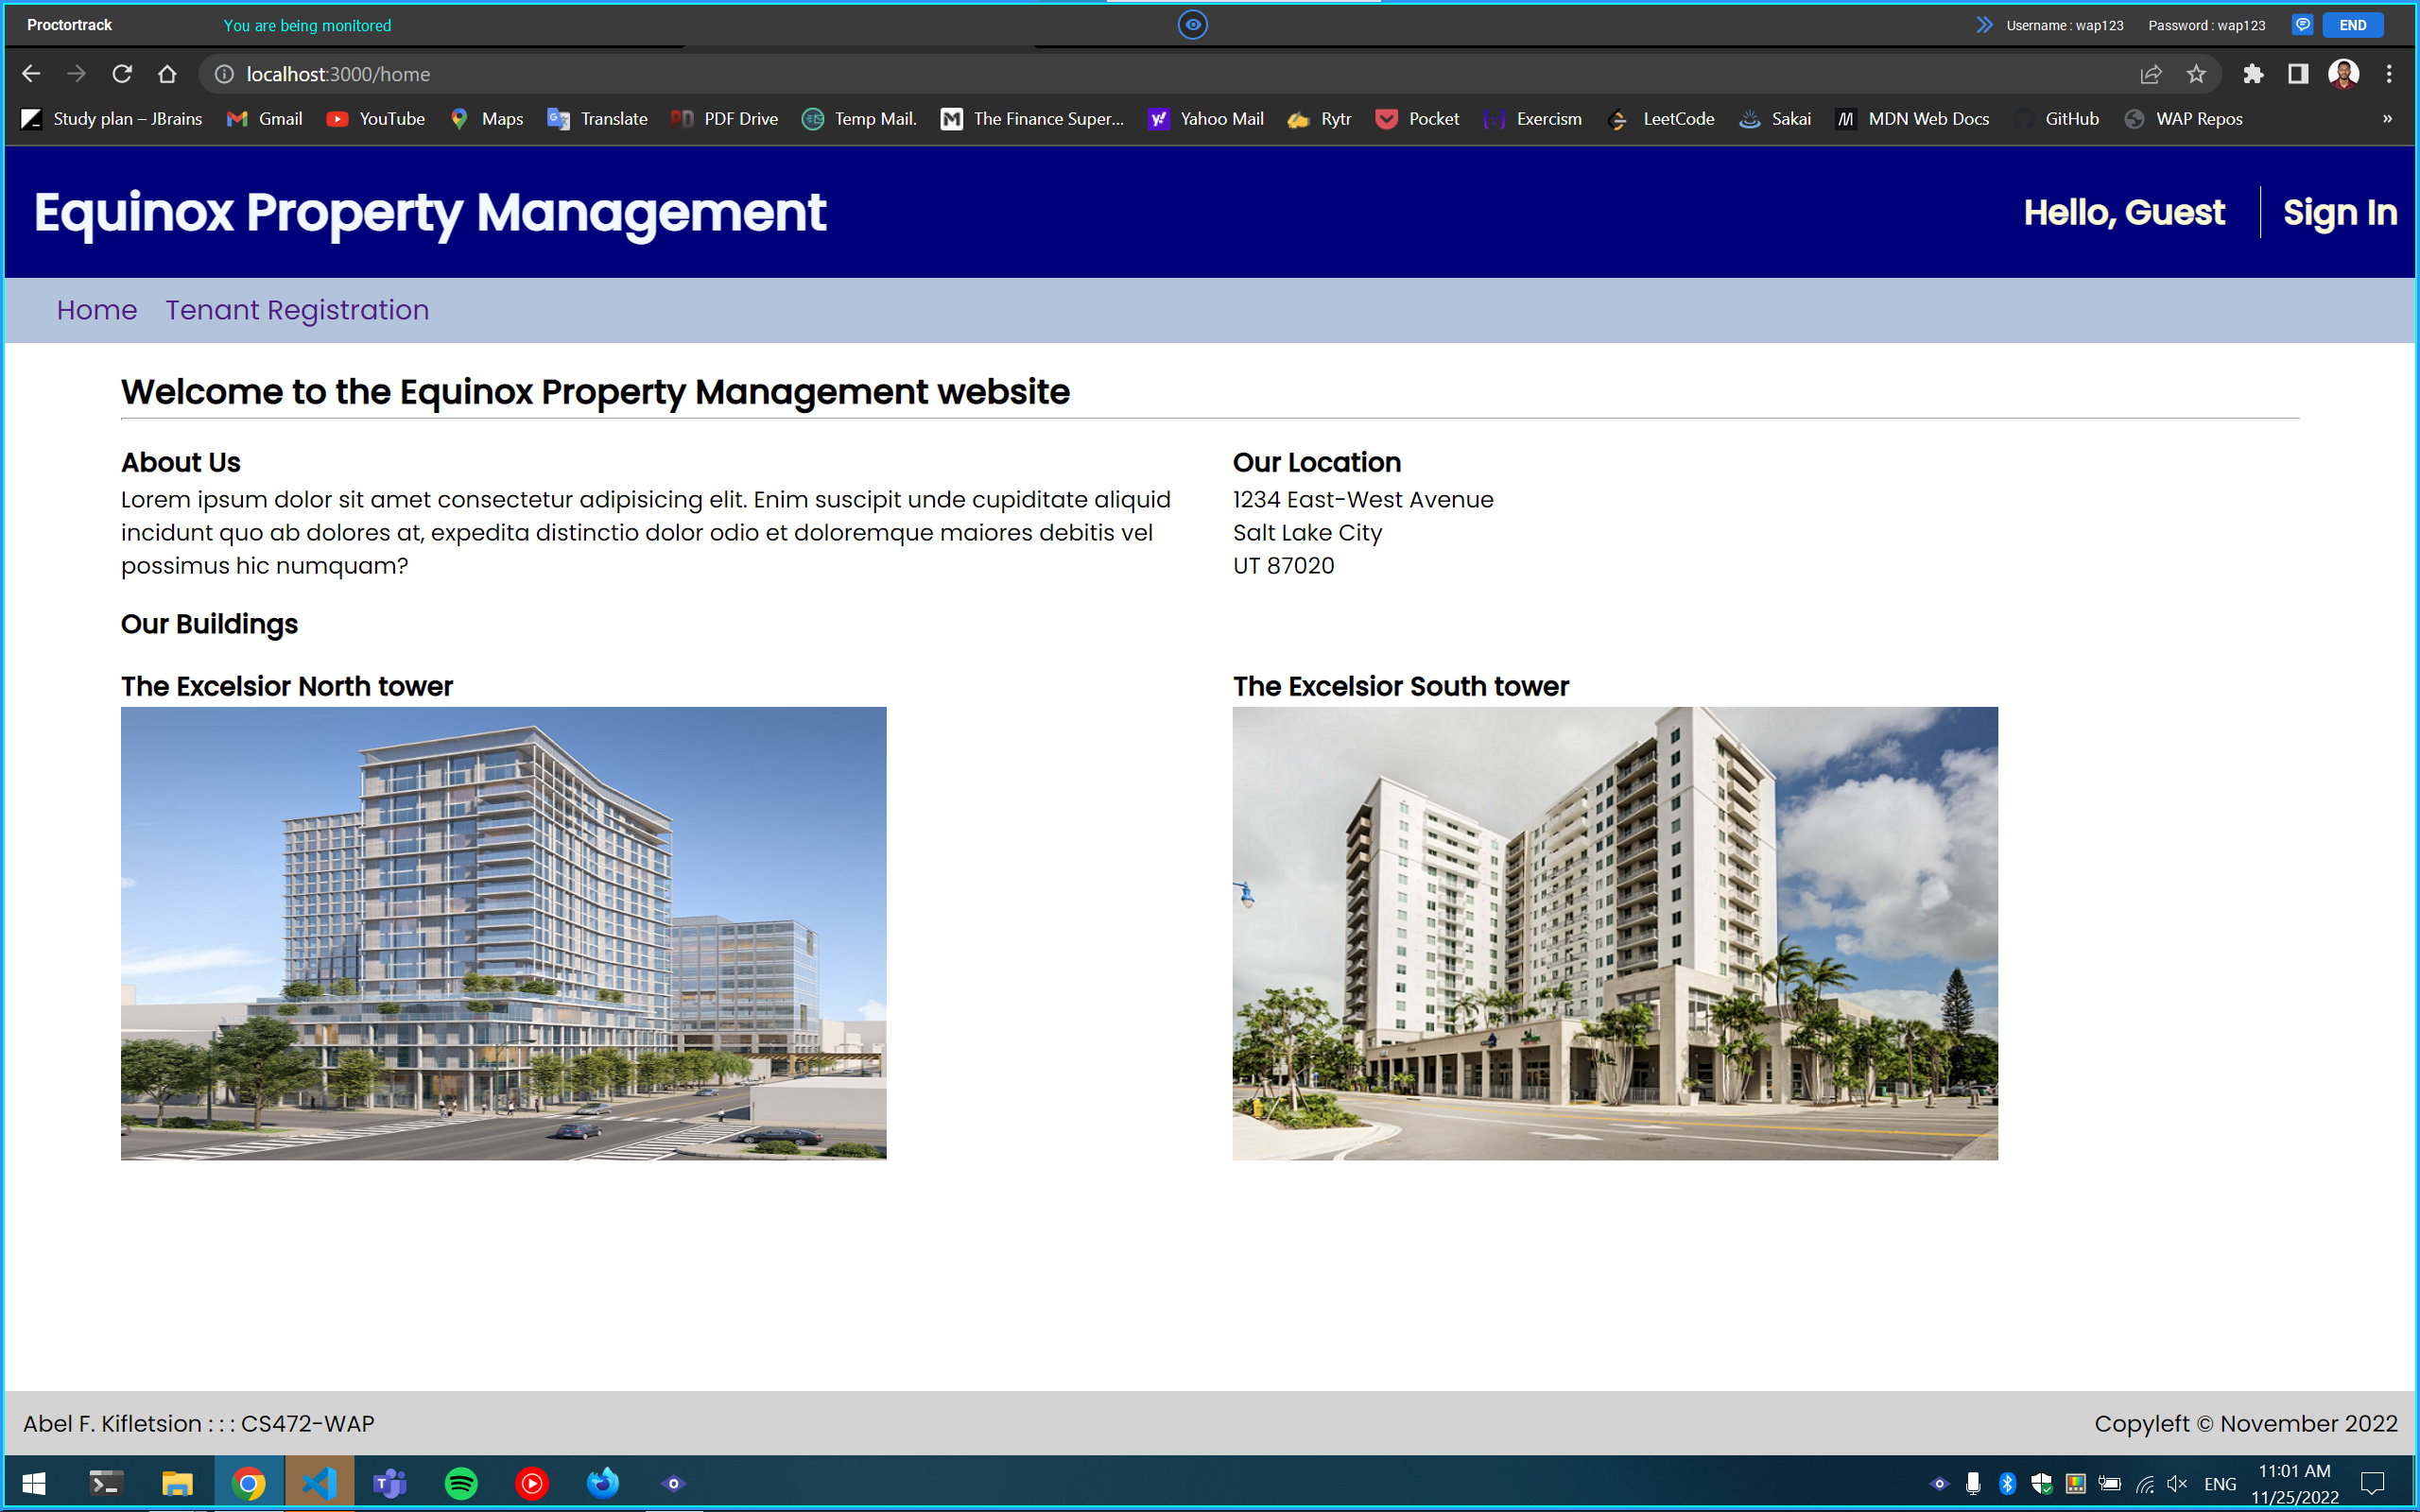 Proctortrack You are being monitored Username : wap123 Password : wap123 END
localhost:3000/home
Study plan – JBrains Gmail YouTube Maps Translate PDF Drive Temp Mail. The Finance Super... Yahoo Mail Rytr Pocket Exercism LeetCode Sakai MDN Web Docs GitHub WAP Repos »
Equinox Property Management Hello, Guest Sign In
Home Tenant Registration
Welcome to the Equinox Property Management website
About Us
Lorem ipsum dolor sit amet consectetur adipisicing elit. Enim suscipit unde cupiditate aliquid
incidunt quo ab dolores at, expedita distinctio dolor odio et doloremque maiores debitis vel
possimus hic numquam?
Our Location
1234 East-West Avenue
Salt Lake City
UT 87020
Our Buildings
The Excelsior North tower
The Excelsior South tower
Abel F. Kifletsion : : : CS472-WAP Copyleft © November 2022
ENG 11:01 AM
11/25/2022